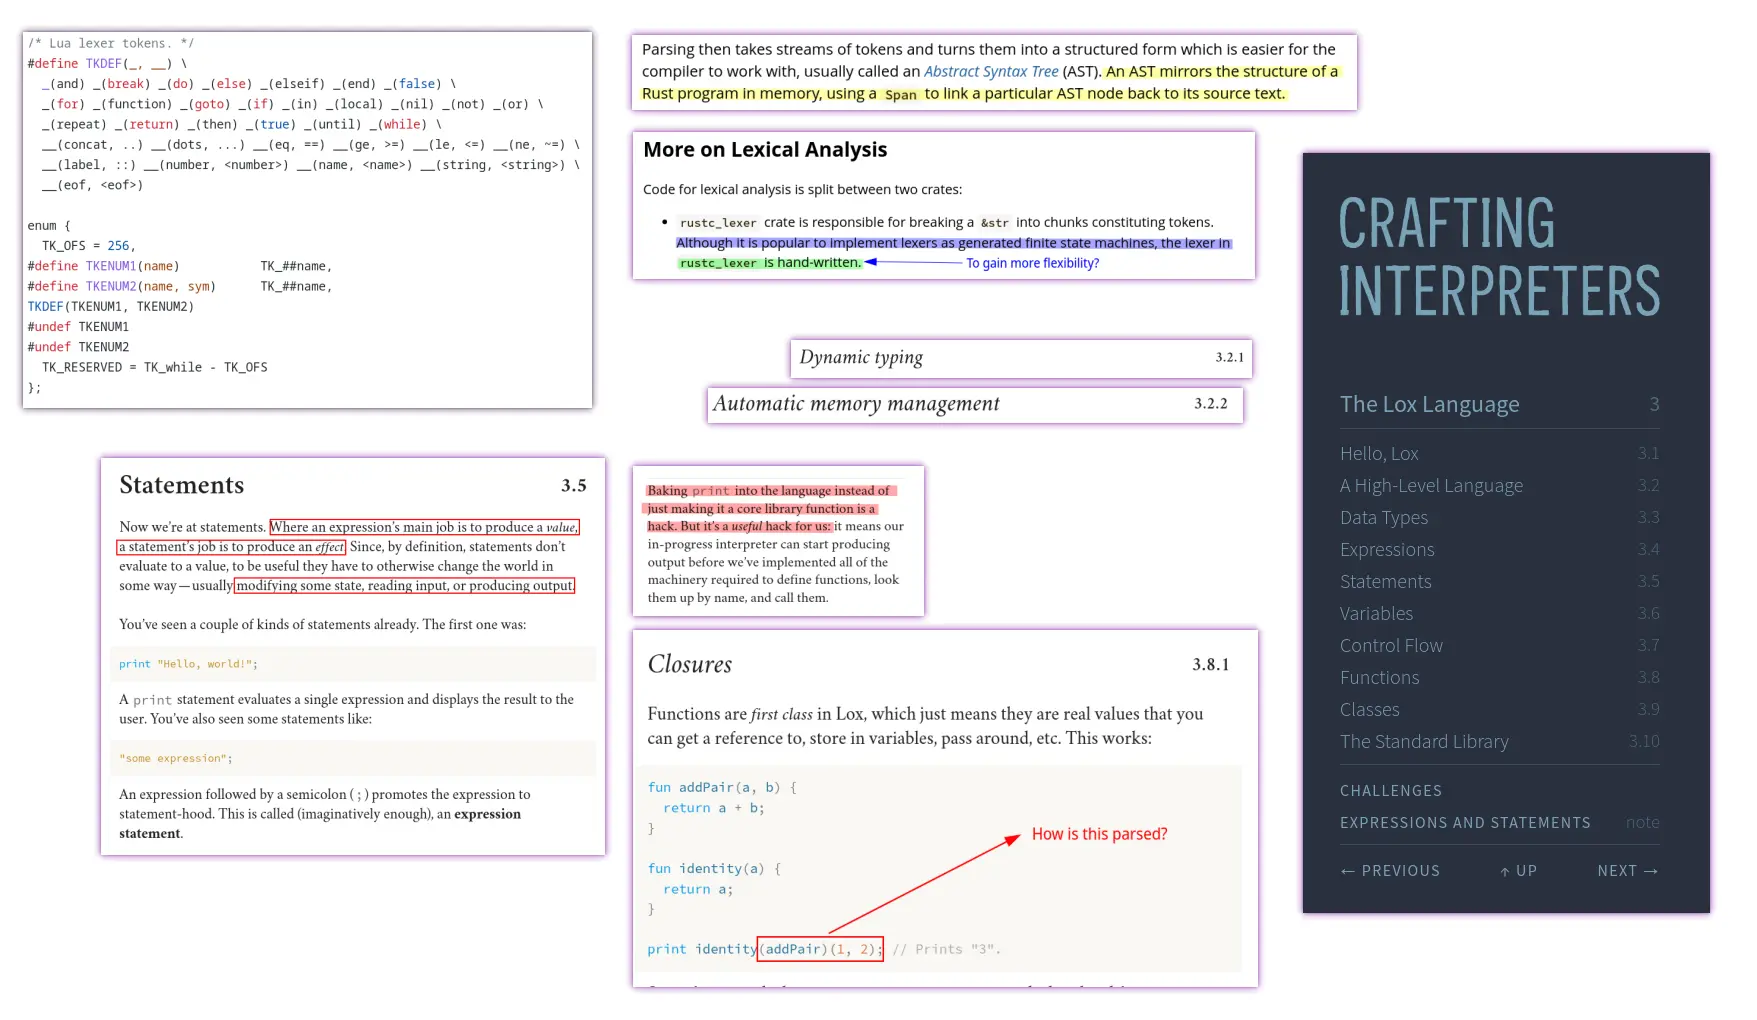 /* Lua lexer tokens. */
#define TKDEF(_, __) \
_(and) _(break) _(do) _(else) _(elseif) _(end) _(false) \
_(for) _(function) _(goto) _(if) _(in) _(local) _(nil) _(not) _(or) \
_(repeat) _(return) _(then) _(true) _(until) _(while) \
__(concat, ..) __(dots, ...) __(eq, ==) __(ge, >=) __(le, <=) __(ne, ~=) \
__(label, ::) __(number, <number>) __(name, <name>) __(string, <string>) \
__(eof, <eof>)
enum {
TK_OFS = 256,
#define TKENUM1(name) TK_##name,
#define TKENUM2(name, sym) TK_##name,
TKDEF(TKENUM1, TKENUM2)
#undef TKENUM1
#undef TKENUM2
TK_RESERVED = TK_while - TK_OFS
};
Parsing then takes streams of tokens and turns them into a structured form which is easier for the
compiler to work with, usually called an Abstract Syntax Tree (AST). An AST mirrors the structure of a
Rust program in memory, using a Span to link a particular AST node back to its source text.
More on Lexical Analysis
Code for lexical analysis is split between two crates:
• rustc_lexer crate is responsible for breaking a &str into chunks constituting tokens.
Although it is popular to implement lexers as generated finite state machines, the lexer in
rustc_lexer is hand-written.
To gain more flexibility?
Dynamic typing 3.2.1
Automatic memory management 3.2.2
Statements 3.5
Now we're at statements. Where an expression's main job is to produce a value,
a statement's job is to produce an effect. Since, by definition, statements don't
evaluate to a value, to be useful they have to otherwise change the world in
some way—usually modifying some state, reading input, or producing output.
You've seen a couple of kinds of statements already. The first one was:
print "Hello, world!";
A print statement evaluates a single expression and displays the result to the
user. You've also seen some statements like:
"some expression";
An expression followed by a semicolon (;) promotes the expression to
statement-hood. This is called (imaginatively enough), an expression
statement.
Baking print into the language instead of
just making it a core library function is a
hack. But it's a useful hack for us: it means our
in-progress interpreter can start producing
output before we've implemented all of the
machinery required to define functions, look
them up by name, and call them.
Closures 3.8.1
Functions are first class in Lox, which just means they are real values that you
can get a reference to, store in variables, pass around, etc. This works:
fun addPair(a, b) {
return a + b;
}
fun identity(a) {
return a;
}
print identity(addPair)(1, 2); // Prints "3".
How is this parsed?
CRAFTING
INTERPRETERS
The Lox Language 3
Hello, Lox 3.1
A High-Level Language 3.2
Data Types 3.3
Expressions 3.4
Statements 3.5
Variables 3.6
Control Flow 3.7
Functions 3.8
Classes 3.9
The Standard Library 3.10
CHALLENGES
EXPRESSIONS AND STATEMENTS note
← PREVIOUS ↑ UP NEXT →